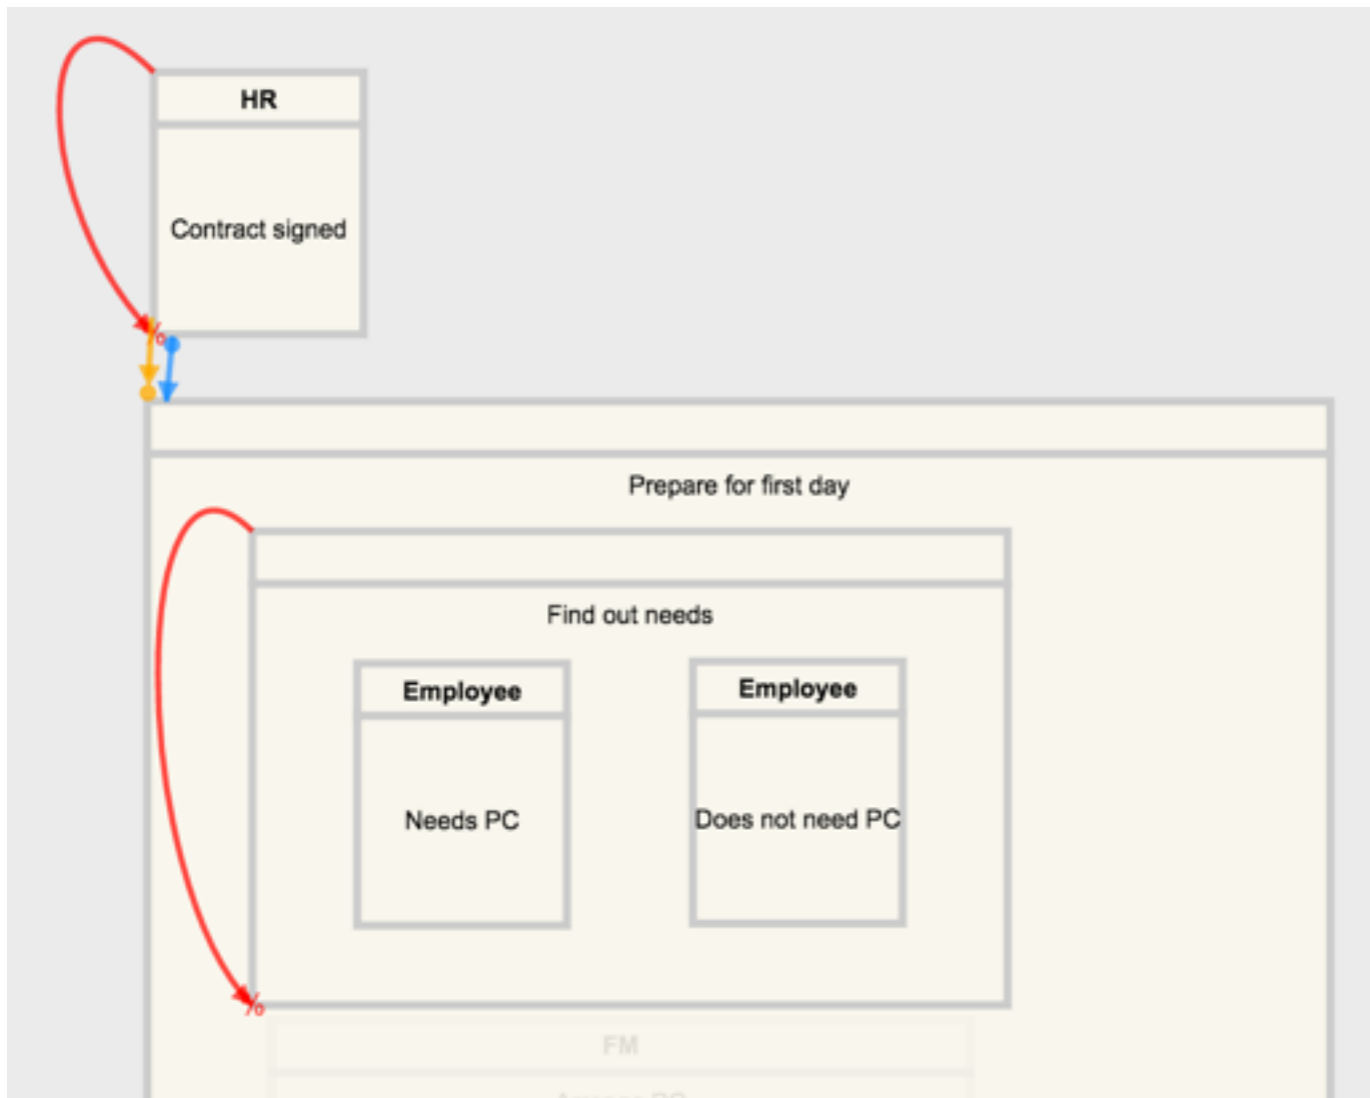 HR
Contract signed
%
Prepare for first day
Find out needs
Employee
Employee
Needs PC
Does not need PC
%
FM